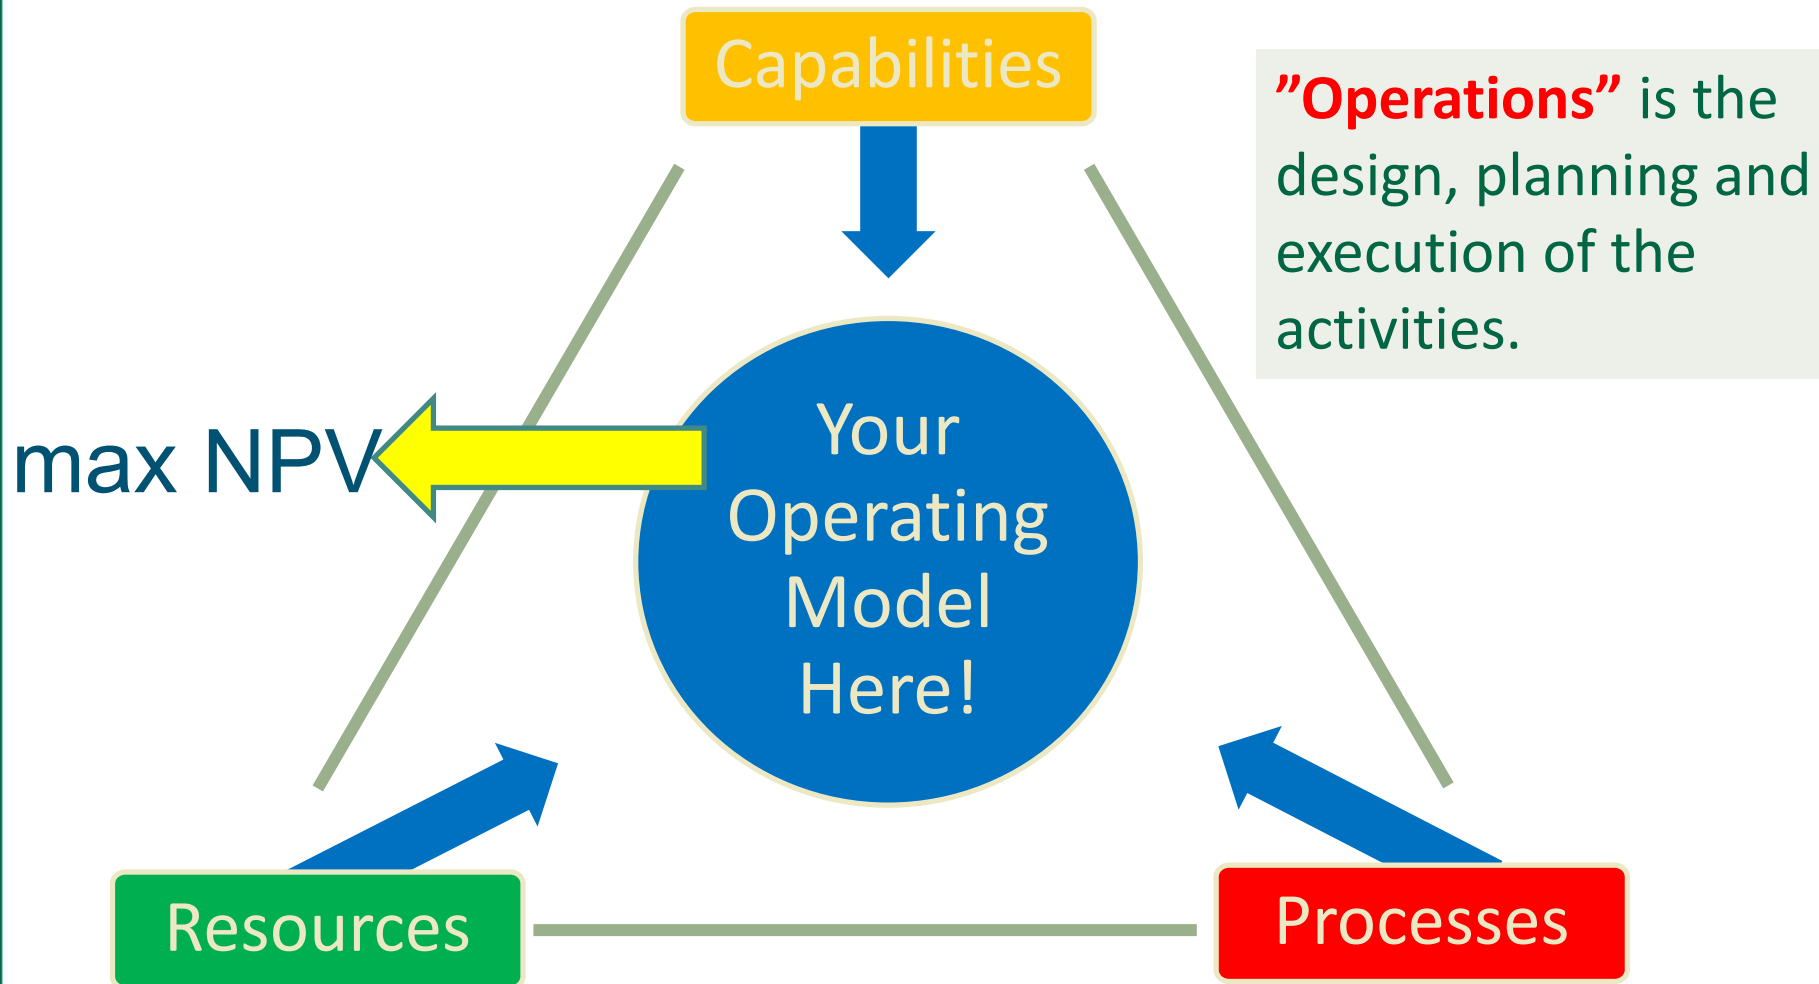 Capabilities
”Operations” is the
design, planning and
execution of the
activities.
max NPV
Your
Operating
Model
Here!
Resources
Processes